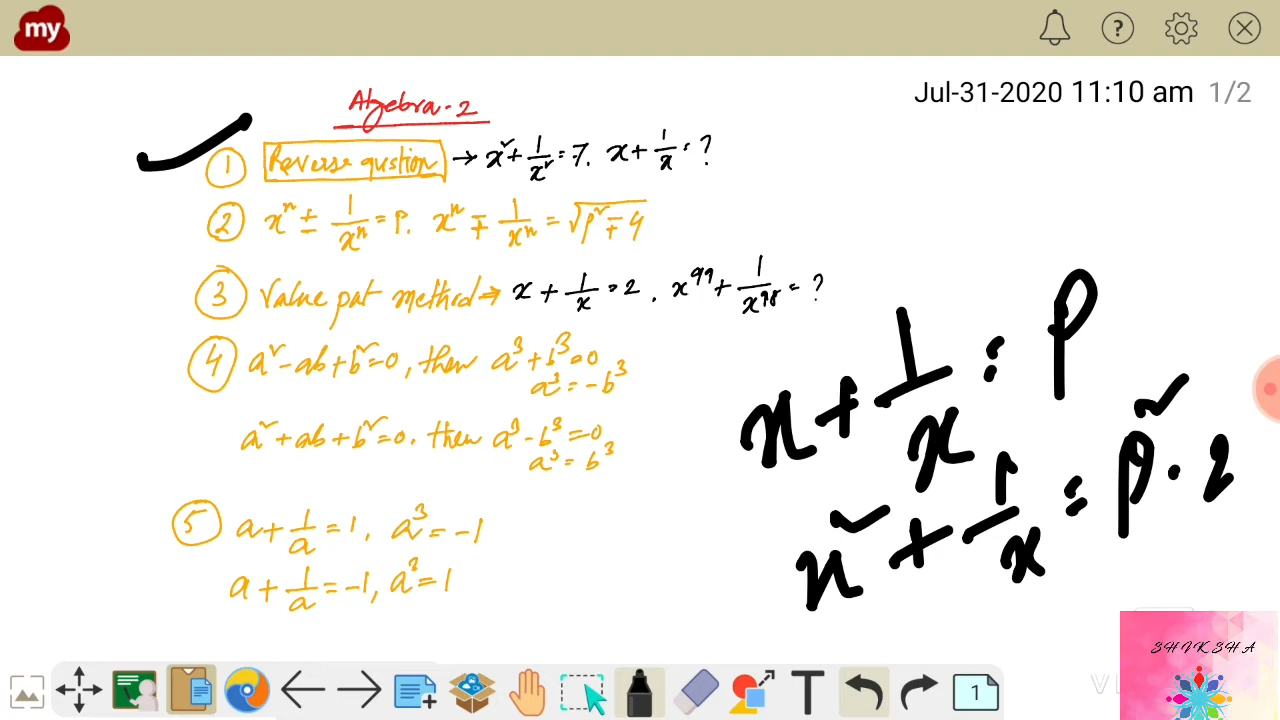 my
Jul-31-2020 11:10 am 1/2
Algebra-2
① Reverse qustion → x² + 1/x² = 7. x + 1/x = ?
② xⁿ ± 1/xⁿ = P. xⁿ ∓ 1/xⁿ = √(P² ∓ 4)
③ Value put method → x + 1/x = 2, x⁹⁹ + 1/x⁹⁸ = ?
④ a² - ab + b² = 0, then a³ + b³ = 0
a³ = -b³
a² + ab + b² = 0. then a³ - b³ = 0
a³ = b³
⑤ a + 1/a = 1, a³ = -1
a + 1/a = -1, a³ = 1
x + 1/x = P
x² + 1/x = P² - 2
1
SHIKSHA